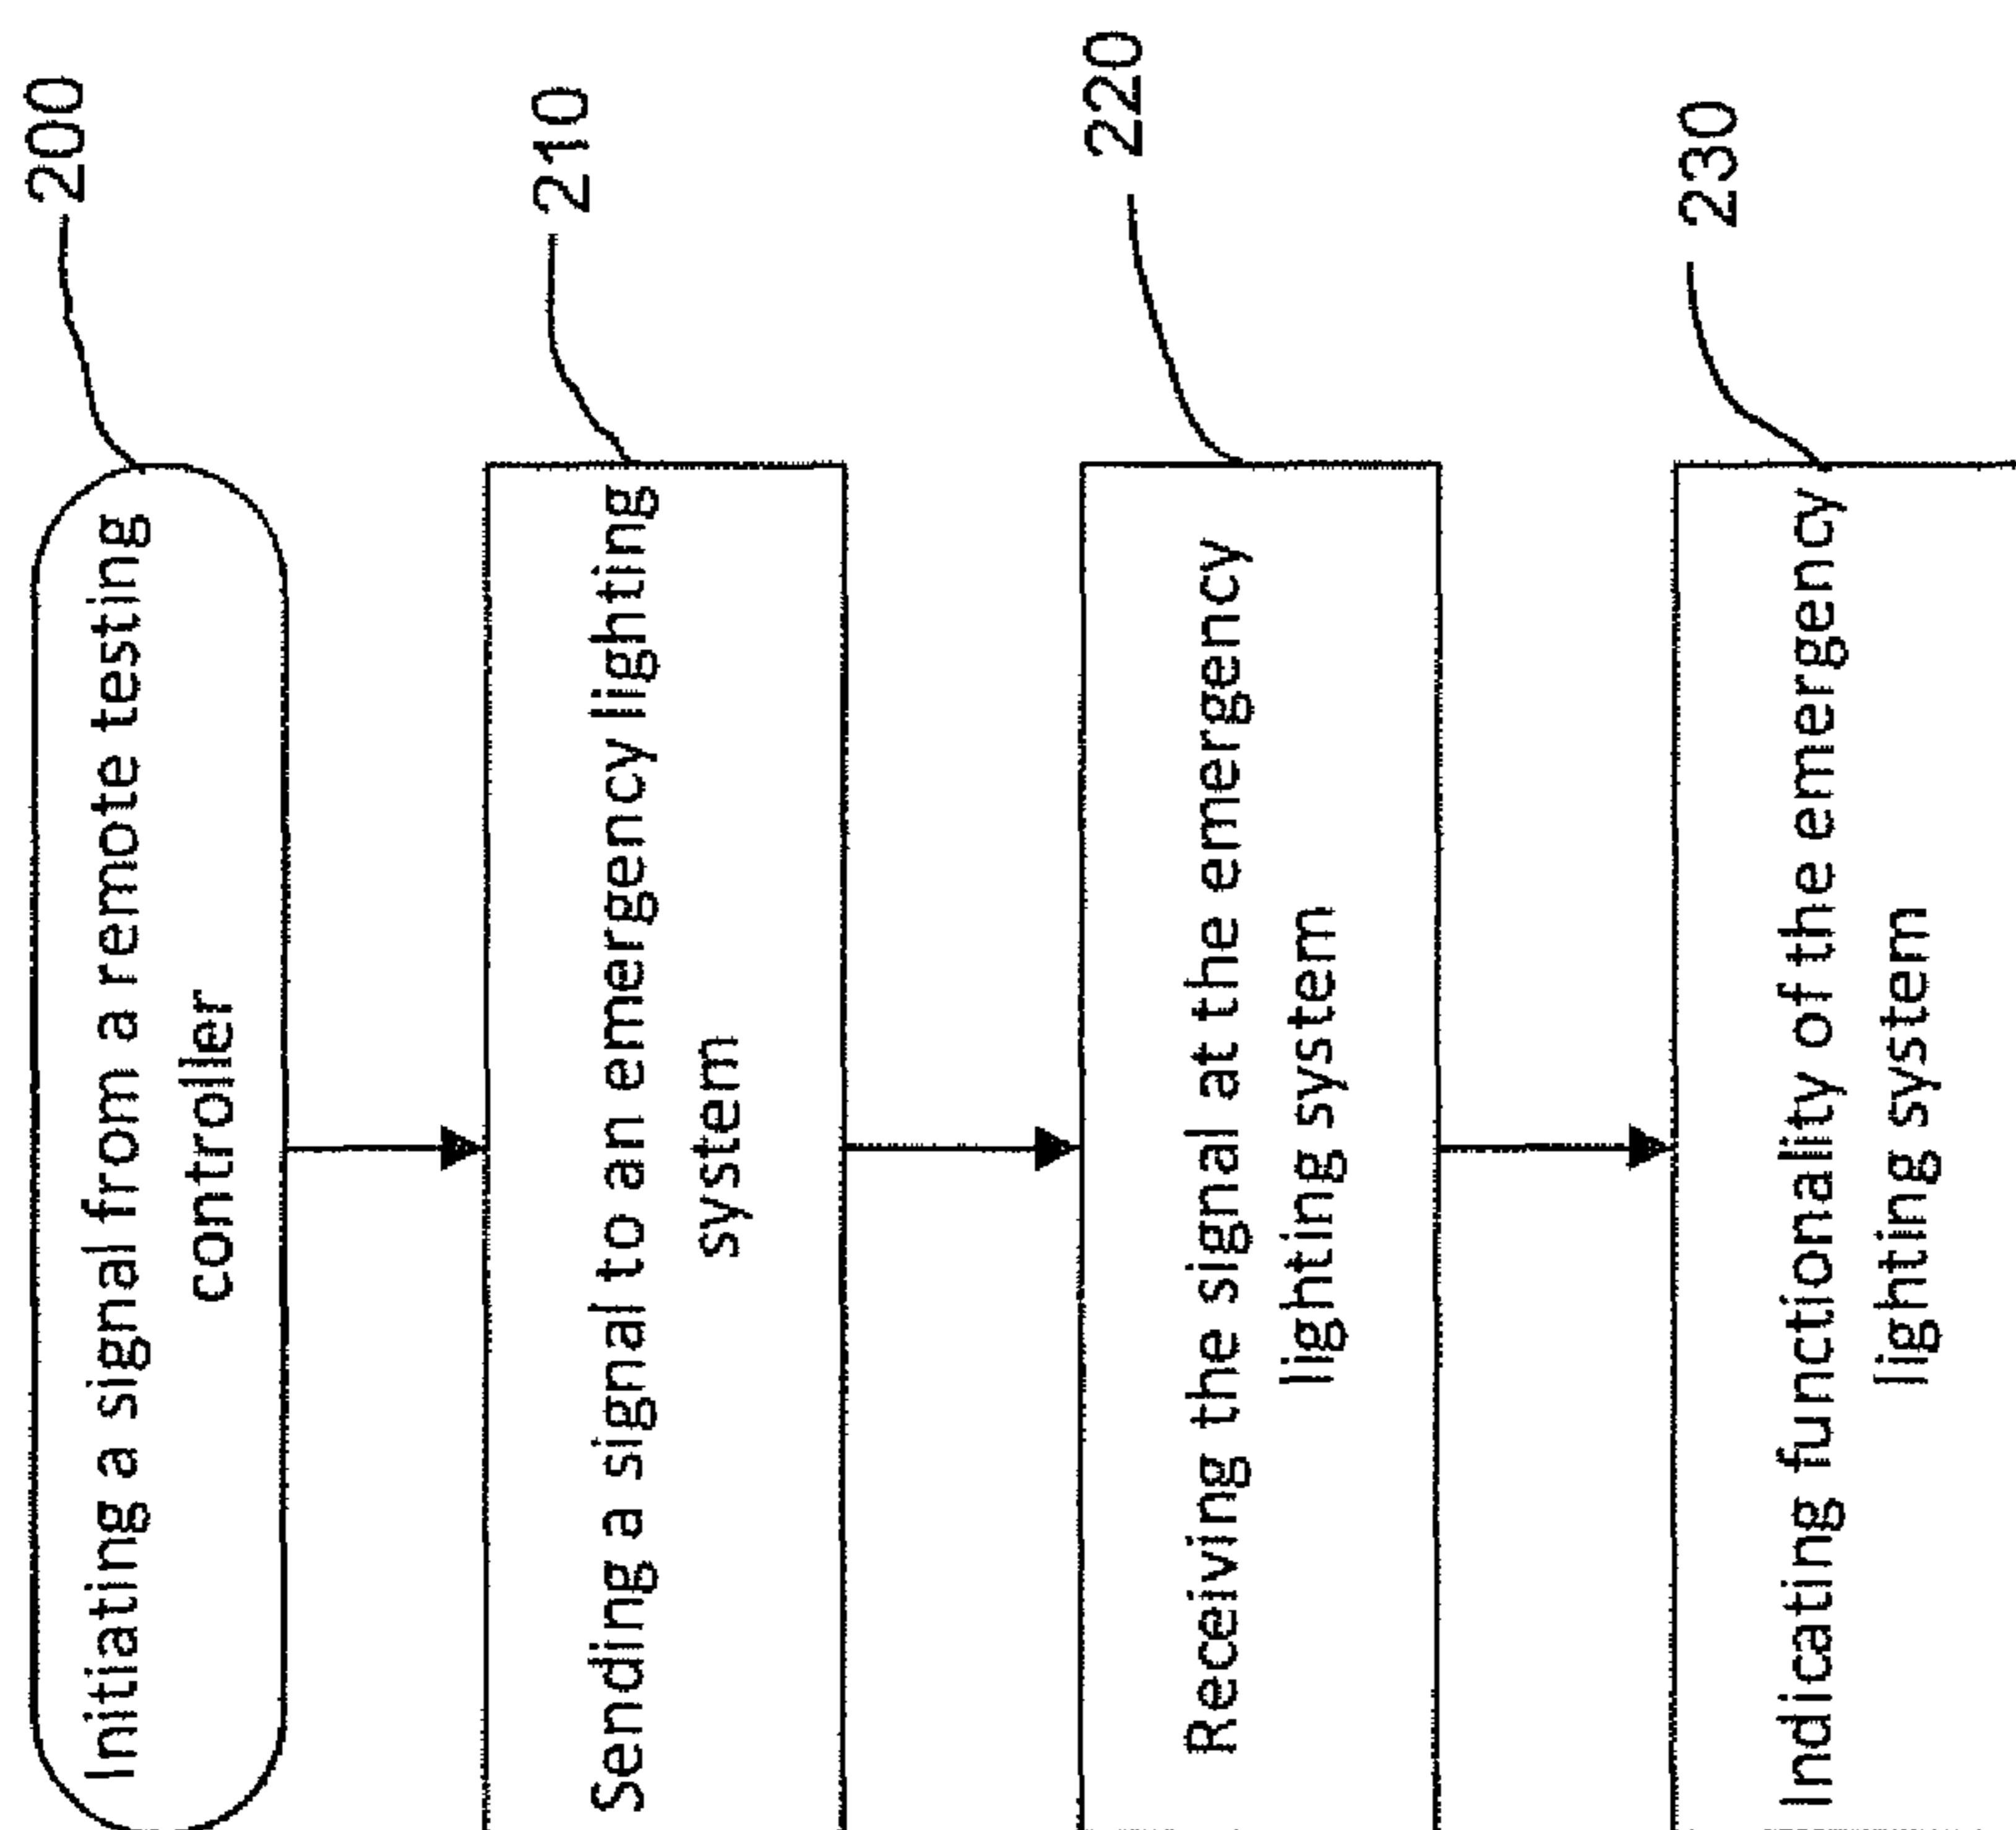 Initiating a signal from a remote testing
controller
200
Sending a signal to an emergency lighting
system
210
Receiving the signal at the emergency
lighting system
220
Indicating functionality of the emergency
lighting system
230